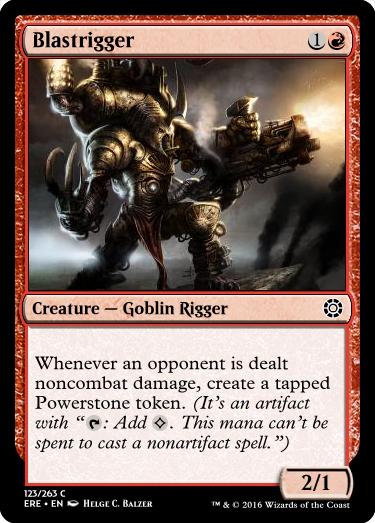 Blastrigger 1
Creature — Goblin Rigger
Whenever an opponent is dealt
noncombat damage, create a tapped
Powerstone token. (It's an artifact
with “: Add . This mana can't be
spent to cast a nonartifact spell.”)
2/1
123/263 C
ERE • EN HELGE C. BALZER ™ & © 2016 Wizards of the Coast